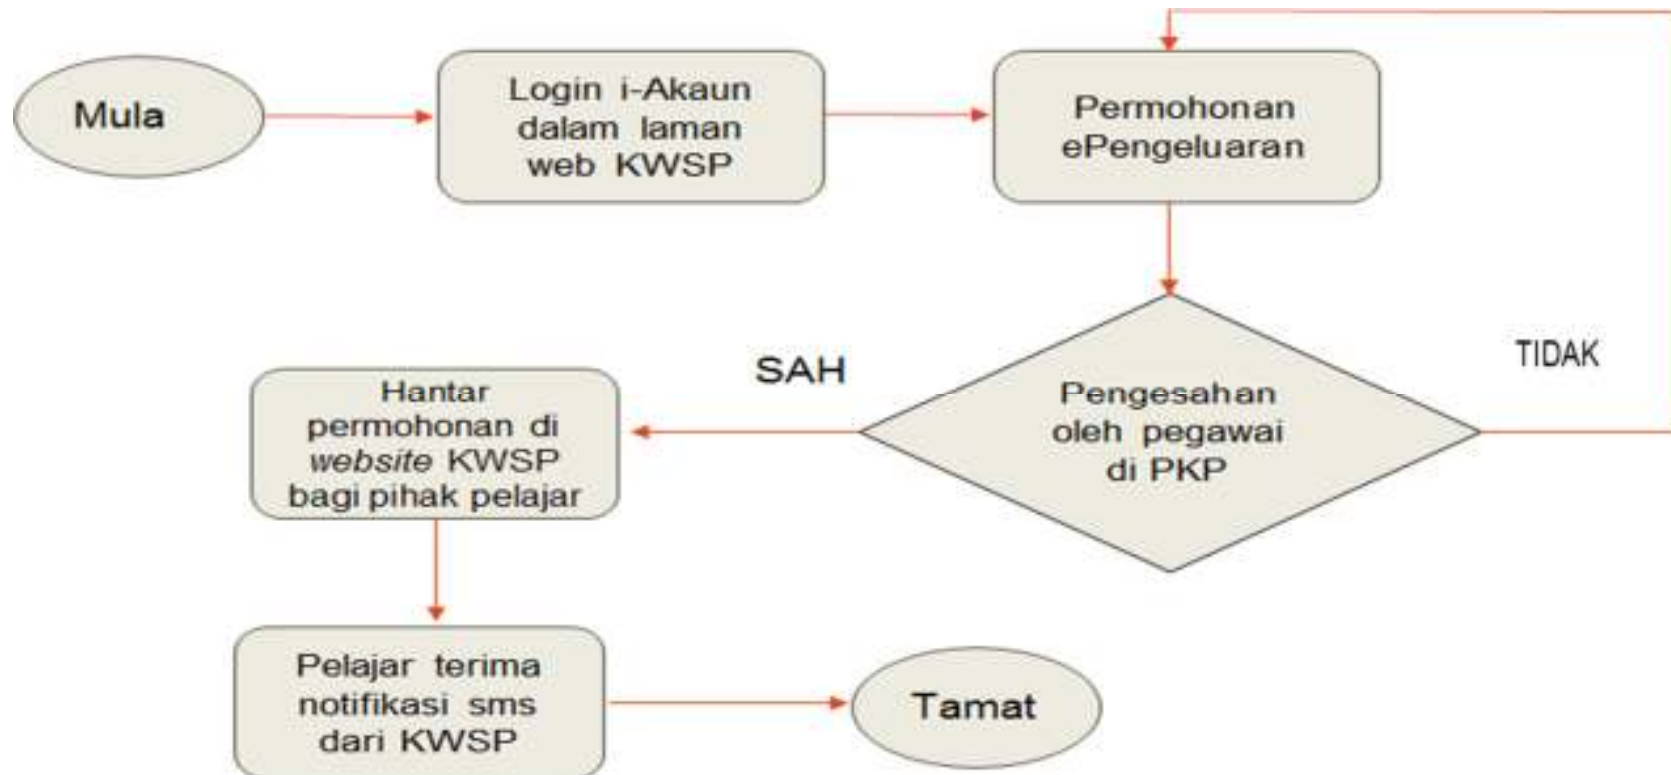 Mula
Login i-Akaun
dalam laman
web KWSP
Permohonan
ePengeluaran
Pengesahan
oleh pegawai
di PKP
TIDAK
SAH
Hantar
permohonan di
website KWSP
bagi pihak pelajar
Pelajar terima
notifikasi sms
dari KWSP
Tamat